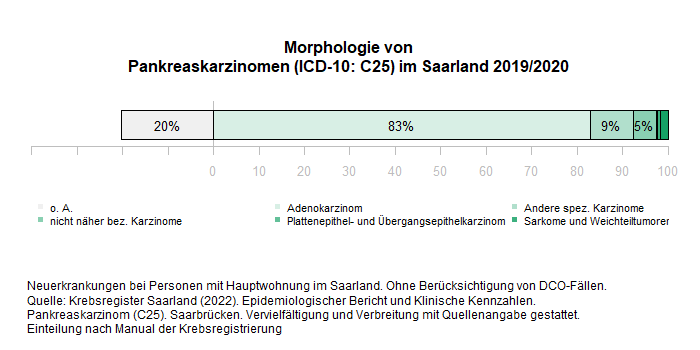 Morphologie von
Pankreaskarzinomen (ICD-10: C25) im Saarland 2019/2020
20% 83% 9% 5%
0 10 20 30 40 50 60 70 80 90 100
o. A. Adenokarzinom Andere spez. Karzinome
nicht näher bez. Karzinome Plattenepithel- und Übergangsepithelkarzinom Sarkome und Weichteiltumoren
Neuerkrankungen bei Personen mit Hauptwohnung im Saarland. Ohne Berücksichtigung von DCO-Fällen.
Quelle: Krebsregister Saarland (2022). Epidemiologischer Bericht und Klinische Kennzahlen.
Pankreaskarzinom (C25). Saarbrücken. Vervielfältigung und Verbreitung mit Quellenangabe gestattet.
Einteilung nach Manual der Krebsregistrierung